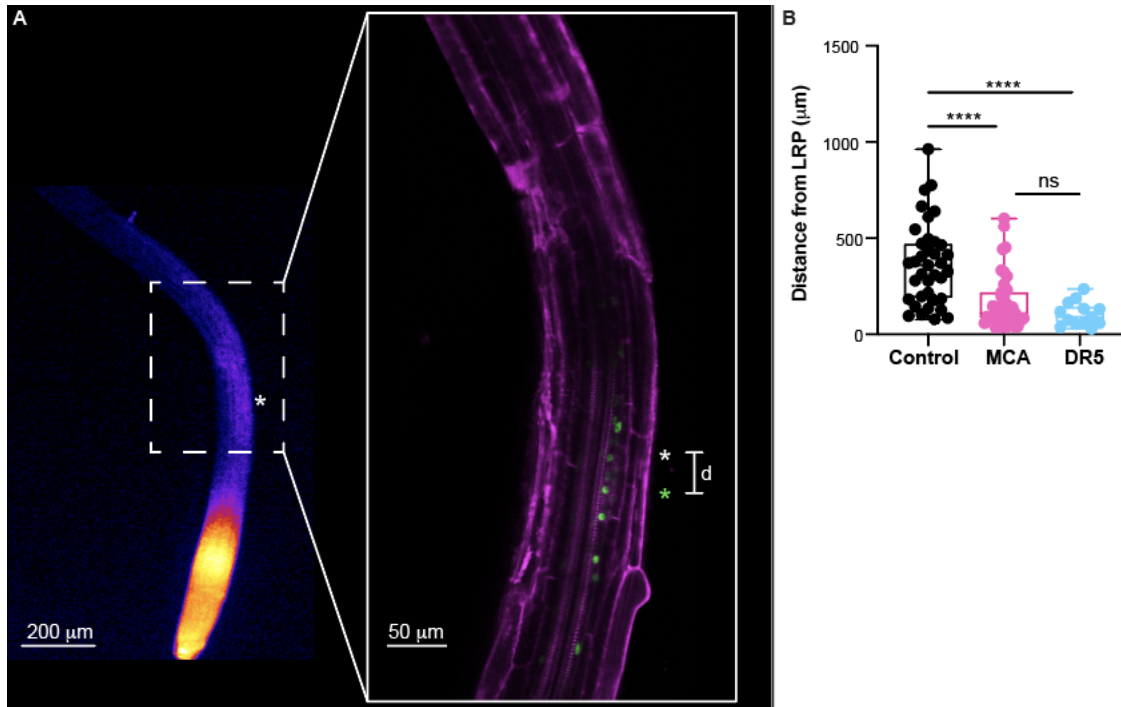 A
*
200 µm
*
*
d
50 µm
B
Distance from LRP (µm)
1500
1000
500
0
****
****
ns
Control MCA DR5